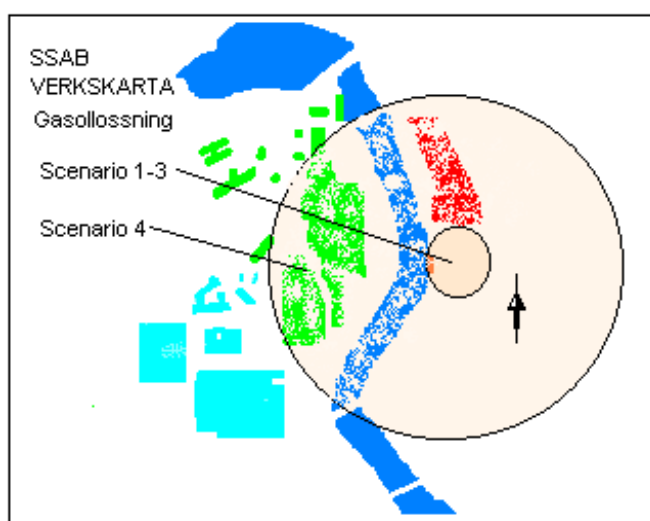 SSAB
VERKSKARTA
Gasollossning
Scenario 1-3
Scenario 4